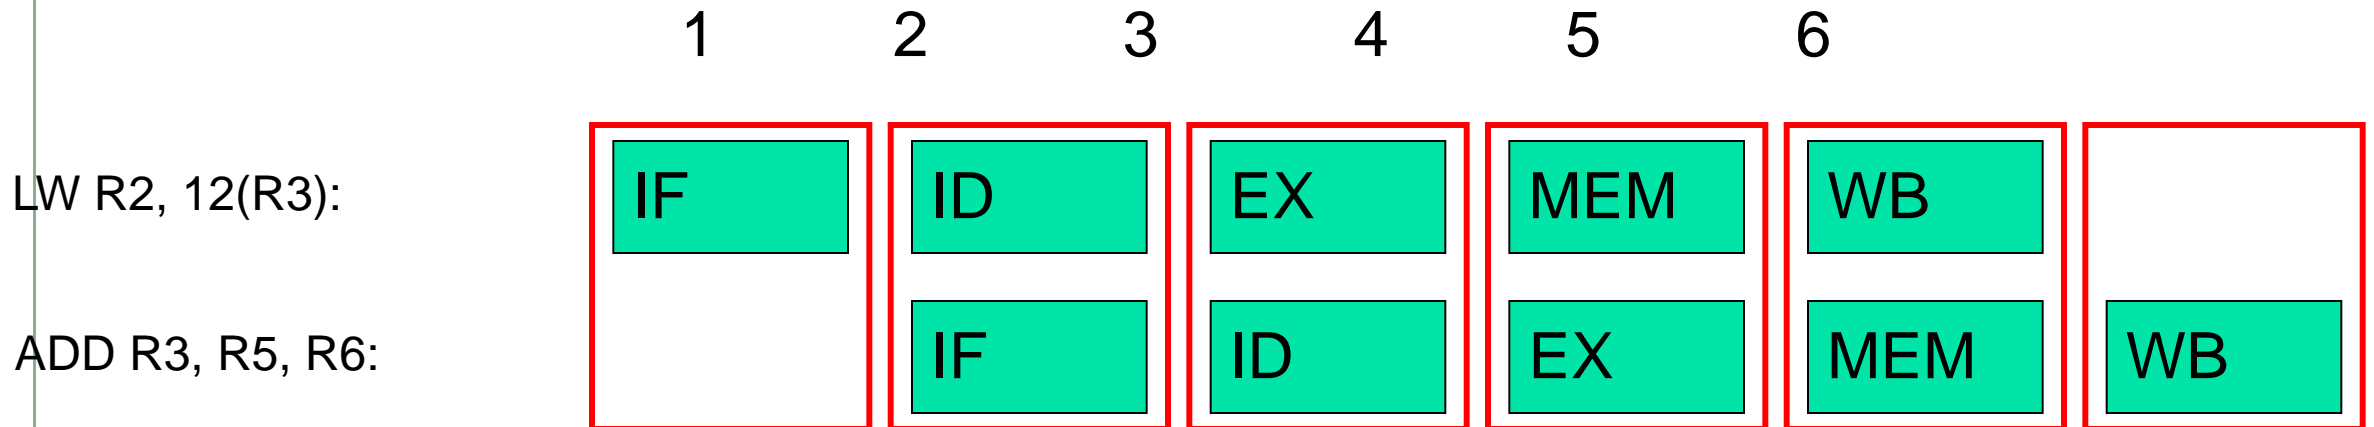 1 2 3 4 5 6
LW R2, 12(R3): IF ID EX MEM WB
ADD R3, R5, R6: IF ID EX MEM WB